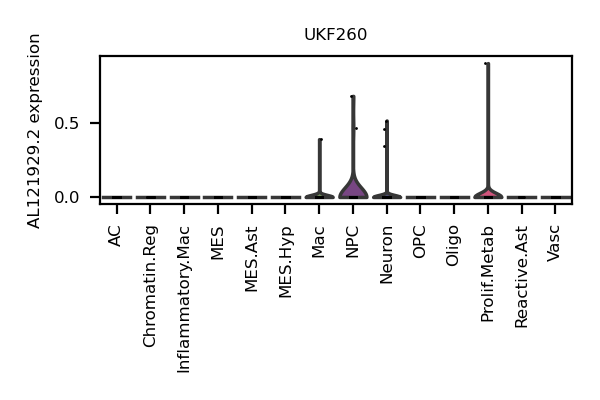 UKF260
AL121929.2 expression
0.5
0.0
AC
Chromatin.Reg
Inflammatory.Mac
MES
MES.Ast
MES.Hyp
Mac
NPC
Neuron
OPC
Oligo
Prolif.Metab
Reactive.Ast
Vasc